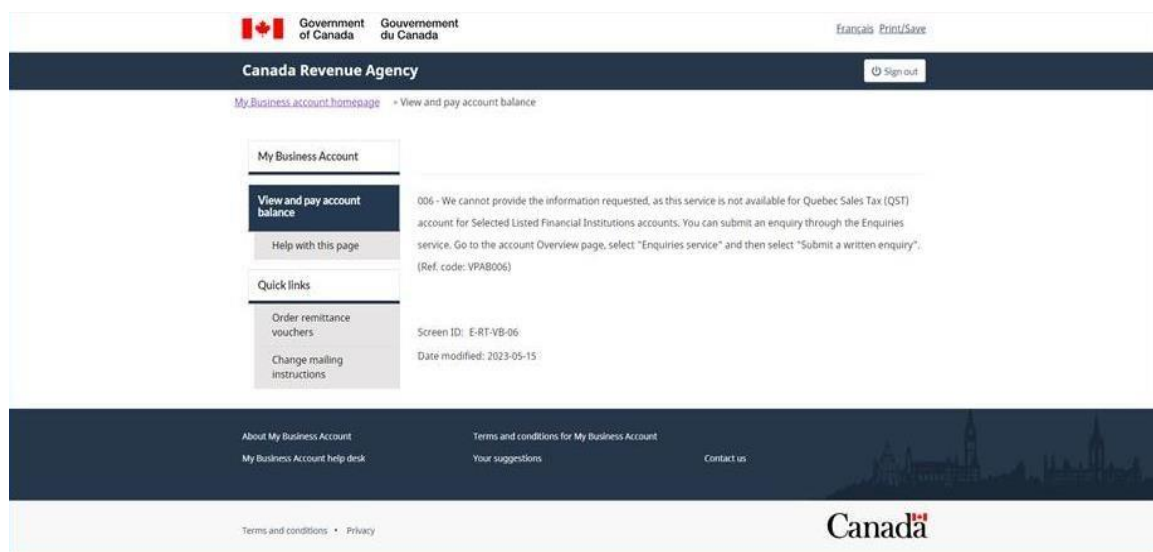 Government of Canada
Gouvernement du Canada
Français Print/Save
Canada Revenue Agency
Sign out
My Business account homepage » View and pay account balance
My Business Account
View and pay account
balance
Help with this page
Quick links
Order remittance
vouchers
Change mailing
instructions
006 - We cannot provide the information requested, as this service is not available for Quebec Sales Tax (QST)
account for Selected Listed Financial Institutions accounts. You can submit an enquiry through the Enquiries
service. Go to the account Overview page, select "Enquiries service" and then select "Submit a written enquiry".
(Ref. code: VPAB006)
Screen ID: E-RT-VB-06
Date modified: 2023-05-15
About My Business Account
Terms and conditions for My Business Account
My Business Account help desk
Your suggestions
Contact us
Terms and conditions • Privacy
Canada